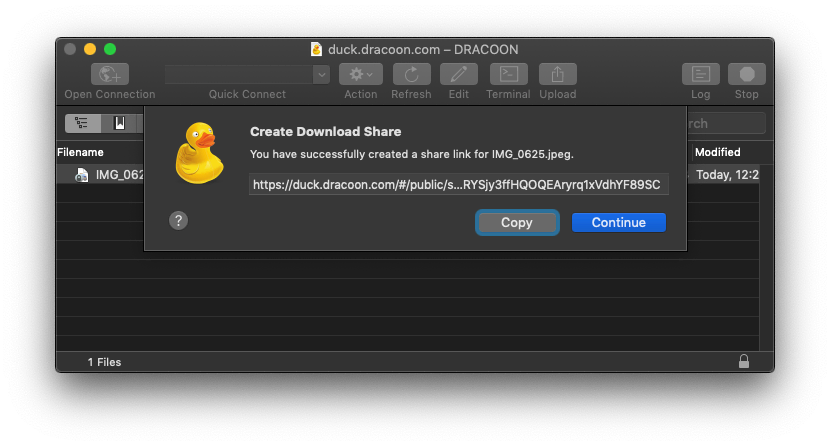 duck.dracoon.com – DRACOON
Open Connection
Quick Connect
Action
Refresh
Edit
Terminal
Upload
Log
Stop
Filename
Modified
Create Download Share
You have successfully created a share link for IMG_0625.jpeg.
https://duck.dracoon.com/#/public/s...RYSjy3ffHQOQEAryrq1xVdhYF89SC
IMG_062
Today, 12:2
?
Copy
Continue
1 Files